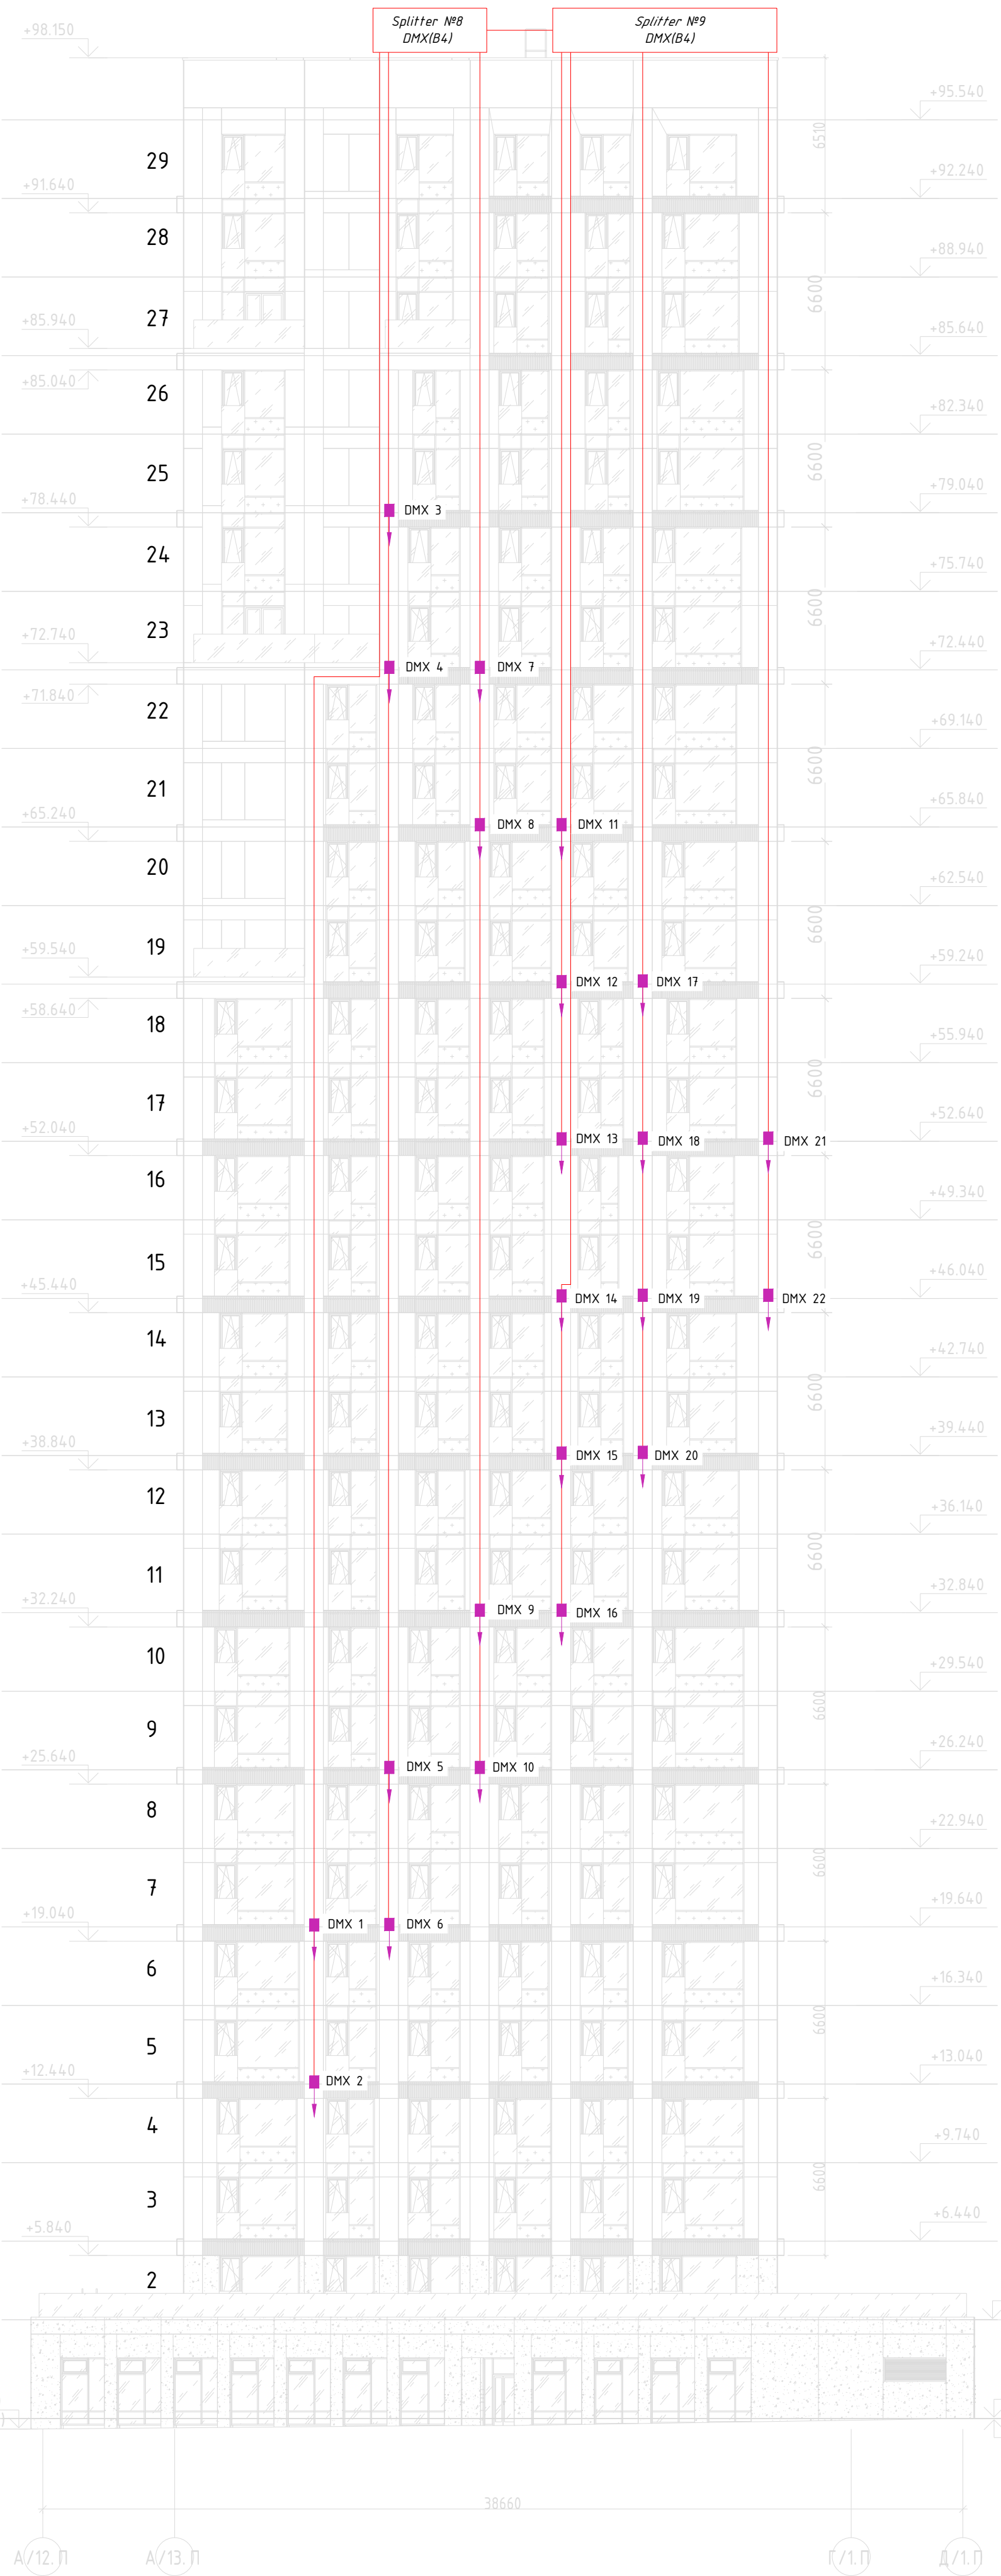 Splitter №8
DMX(B4)
Splitter №9
DMX(B4)
+98.150
+95.540
6510
29
+91.640
+92.240
28
+88.940
6600
27
+85.940
+85.640
+85.040
26
+82.340
6600
25
+78.440
+79.040
DMX 3
24
+75.740
6600
23
+72.740
+72.440
DMX 4
DMX 7
+71.840
22
+69.140
6600
21
+65.240
+65.840
DMX 8
DMX 11
20
+62.540
6600
19
+59.540
+59.240
DMX 12
DMX 17
+58.640
18
+55.940
6600
17
+52.040
+52.640
DMX 13
DMX 18
DMX 21
16
+49.340
6600
15
+45.440
+46.040
DMX 14
DMX 19
DMX 22
14
+42.740
6600
13
+38.840
+39.440
DMX 15
DMX 20
12
+36.140
6600
11
+32.240
+32.840
DMX 9
DMX 16
10
+29.540
6600
9
+25.640
+26.240
DMX 5
DMX 10
8
+22.940
6600
7
+19.040
+19.640
DMX 1
DMX 6
6
+16.340
6600
5
+12.440
+13.040
DMX 2
4
+9.740
6600
3
+5.840
+6.440
2
38660
А/12.П
А/13.П
Г/1.П
Д/1.П